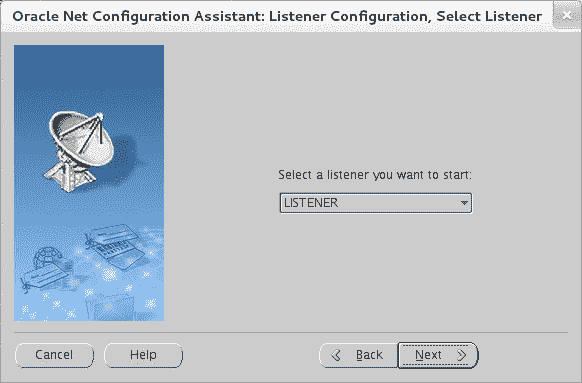 Oracle Net Configuration Assistant: Listener Configuration, Select Listener
Select a listener you want to start:
LISTENER
Cancel
Help
Back
Next